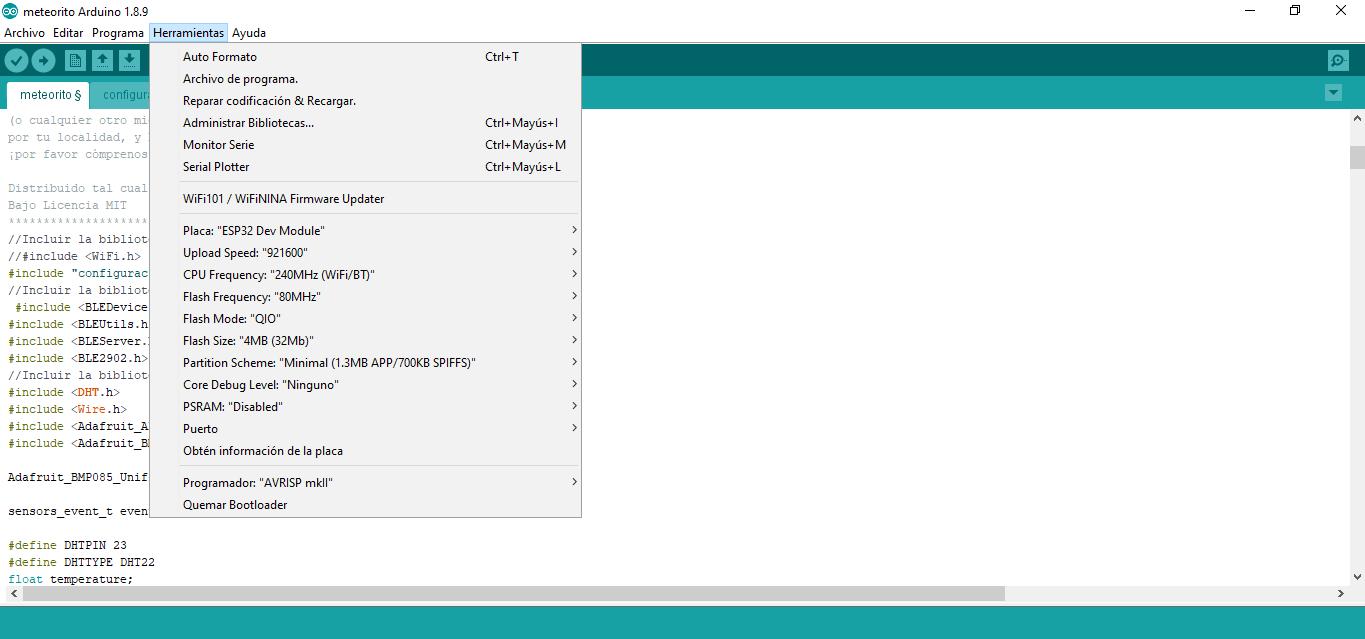 meteorito Arduino 1.8.9
Archivo Editar Programa Herramientas Ayuda
Auto Formato Ctrl+T
Archivo de programa.
Reparar codificación & Recargar.
Administrar Bibliotecas... Ctrl+Mayús+I
Monitor Serie Ctrl+Mayús+M
Serial Plotter Ctrl+Mayús+L
WiFi101 / WiFiNINA Firmware Updater
Placa: "ESP32 Dev Module"
Upload Speed: "921600"
CPU Frequency: "240MHz (WiFi/BT)"
Flash Frequency: "80MHz"
Flash Mode: "QIO"
Flash Size: "4MB (32Mb)"
Partition Scheme: "Minimal (1.3MB APP/700KB SPIFFS)"
Core Debug Level: "Ninguno"
PSRAM: "Disabled"
Puerto
Obtén información de la placa
Programador: "AVRISP mkII"
Quemar Bootloader
meteorito § configura
(o cualquier otro mi
por tu localidad, y
¡por favor cómprenos
Distribuido tal cual
Bajo Licencia MIT
*********************
//Incluir la bibliot
//#include <WiFi.h>
#include "configurac
//Incluir la bibliot
#include <BLEDevice
#include <BLEUtils.h
#include <BLEServer.
#include <BLE2902.h>
//Incluir la bibliot
#include <DHT.h>
#include <Wire.h>
#include <Adafruit_A
#include <Adafruit_B
Adafruit_BMP085_Unif
sensors_event_t even
#define DHTPIN 23
#define DHTTYPE DHT22
float temperature;